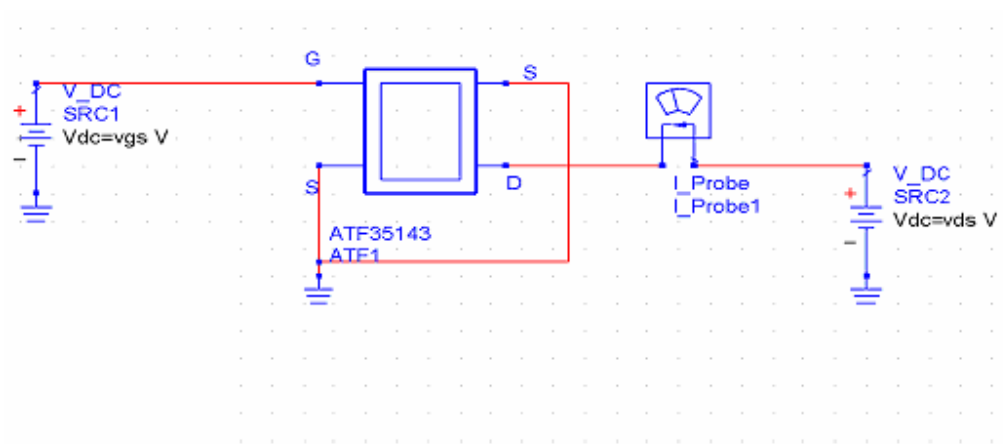 G
S
V_DC
SRC1
Vdc=vgs V
+
−
S
D
ATF35143
ATF1
I_Probe
I_Probe1
V_DC
SRC2
Vdc=vds V
+
−